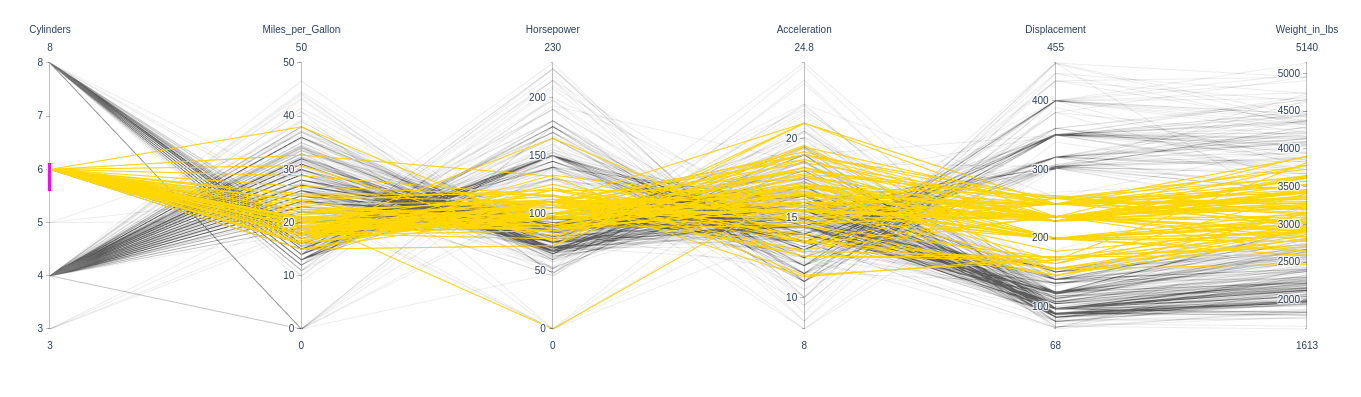 Cylinders Miles_per_Gallon Horsepower Acceleration Displacement Weight_in_lbs
8 50 230 24.8 455 5140
8 7 6 5 4 3
50 40 30 20 10 0
200 150 100 50 0
20 15 10
400 300 200 100
5000 4500 4000 3500 3000 2500 2000
3 0 0 8 68 1613